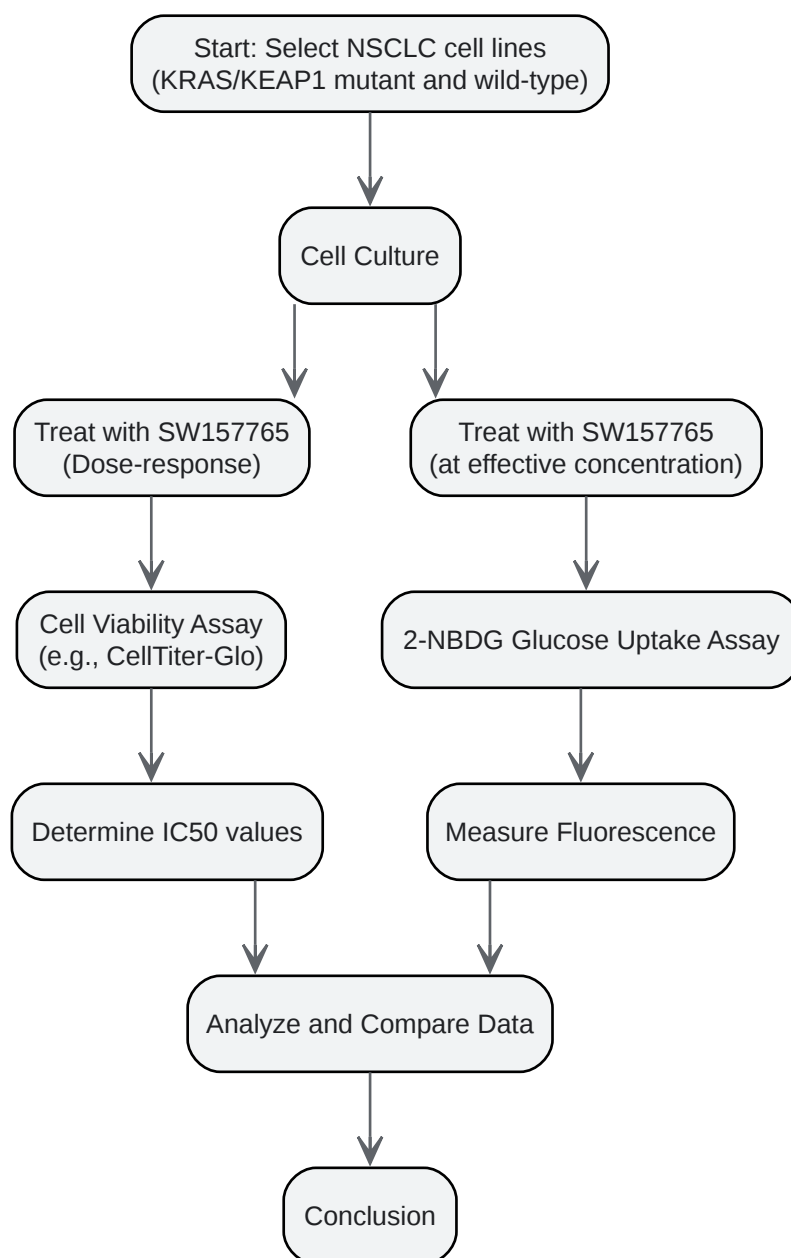 Start: Select NSCLC cell lines
(KRAS/KEAP1 mutant and wild-type)
Cell Culture
Treat with SW157765
(Dose-response)
Treat with SW157765
(at effective concentration)
Cell Viability Assay
(e.g., CellTiter-Glo)
2-NBDG Glucose Uptake Assay
Determine IC50 values
Measure Fluorescence
Analyze and Compare Data
Conclusion